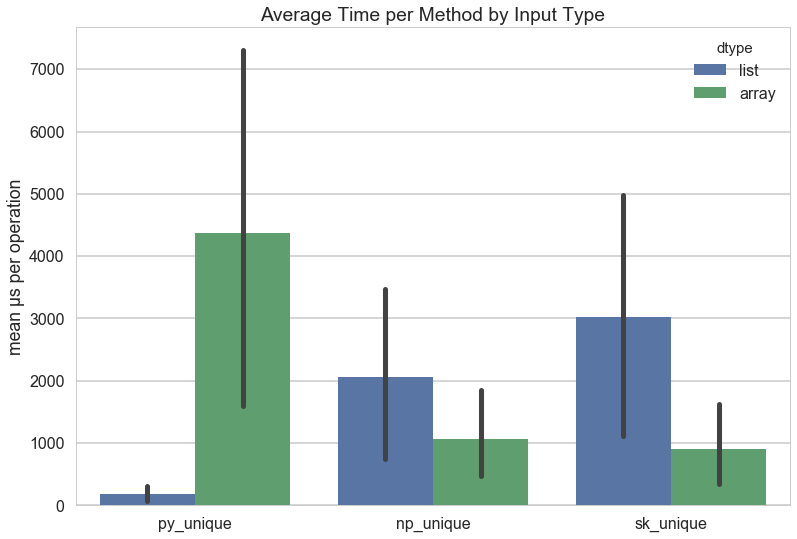 Average Time per Method by Input Type
dtype
list
array
mean µs per operation
7000
6000
5000
4000
3000
2000
1000
0
py_unique
np_unique
sk_unique